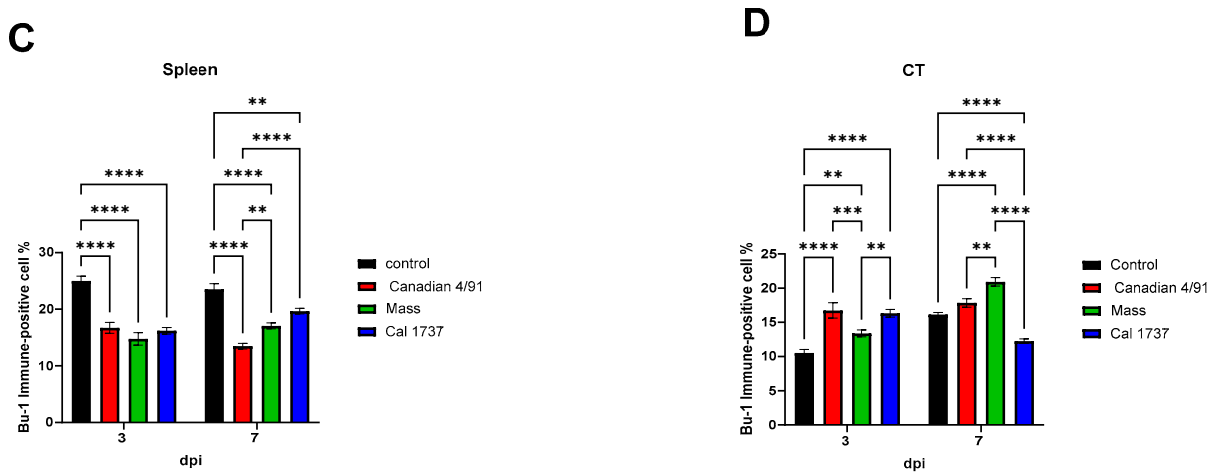 C
Spleen
**
****
****
****
****
**
****
****
Bu-1 Immune-positive cell %
30
20
10
0
3
7
dpi
control
Canadian 4/91
Mass
Cal 1737
D
CT
****
****
****
**
****
***
****
****
**
**
Bu-1 Immune-positive cell %
25
20
15
10
5
0
3
7
dpi
Control
Canadian 4/91
Mass
Cal 1737